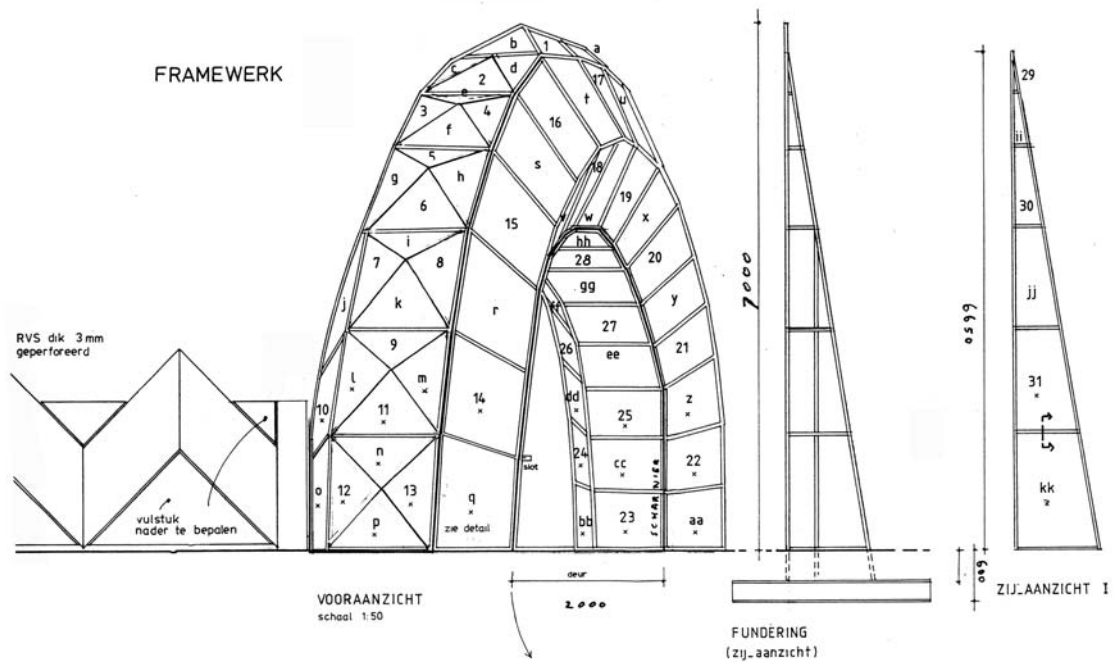 FRAMEWERK
RVS dik 3mm
geperforeerd
vulstuk
nader te bepalen
b
1
a
c
2
d
e
3
4
f
5
g
h
6
i
7
8
j
k
9
l
m
10
11
n
o
12
13
p
17
t
u
16
s
18
15
v
w
19
x
hh
28
20
gg
r
ff
y
27
26
ee
21
14
dd
z
25
slot
24
cc
22
q
zie detail
bb
23
SCHARNIER
aa
deur
2000
VOORAANZICHT
schaal 1:50
7000
FUNDERING
(zij_aanzicht)
6650
600
29
ii
30
jj
31
kk
ZIJ_AANZICHT I